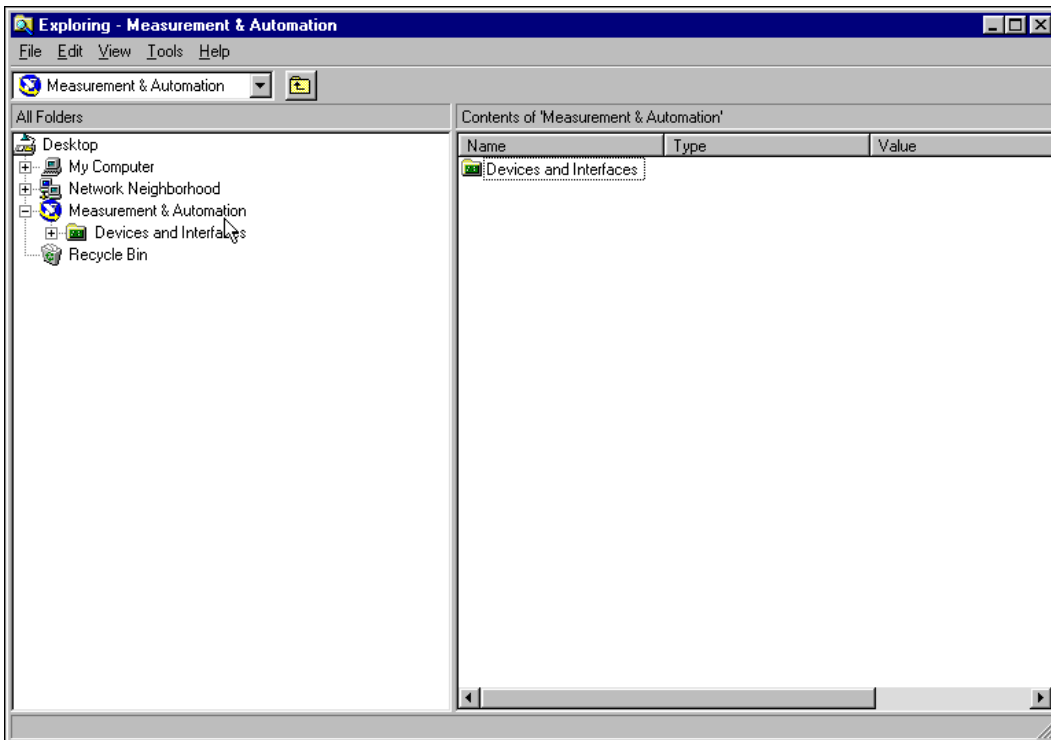 Exploring - Measurement & Automation
File Edit View Tools Help
Measurement & Automation
All Folders
Contents of 'Measurement & Automation'
Desktop
My Computer
Network Neighborhood
Measurement & Automation
Devices and Interfaces
Recycle Bin
Name Type Value
Devices and Interfaces